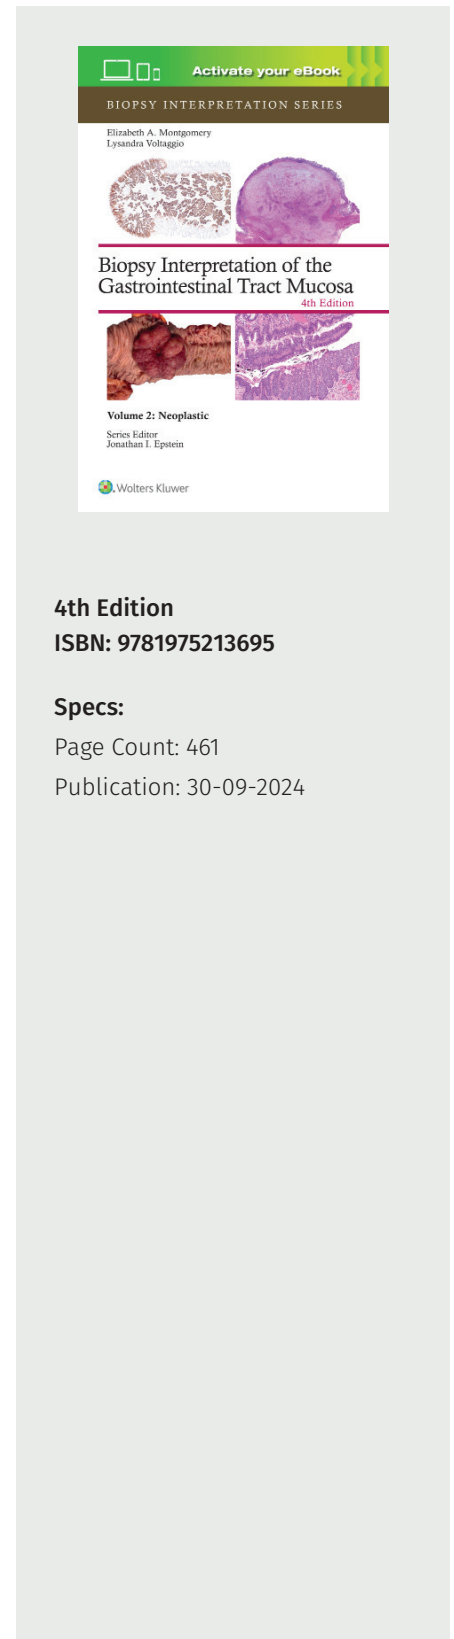 Activate your eBook
BIOPSY INTERPRETATION SERIES
Elizabeth A. Montgomery
Lysandra Voltaggio
Biopsy Interpretation of the
Gastrointestinal Tract Mucosa
4th Edition
Volume 2: Neoplastic
Series Editor
Jonathan I. Epstein
Wolters Kluwer
4th Edition
ISBN: 9781975213695
Specs:
Page Count: 461
Publication: 30-09-2024